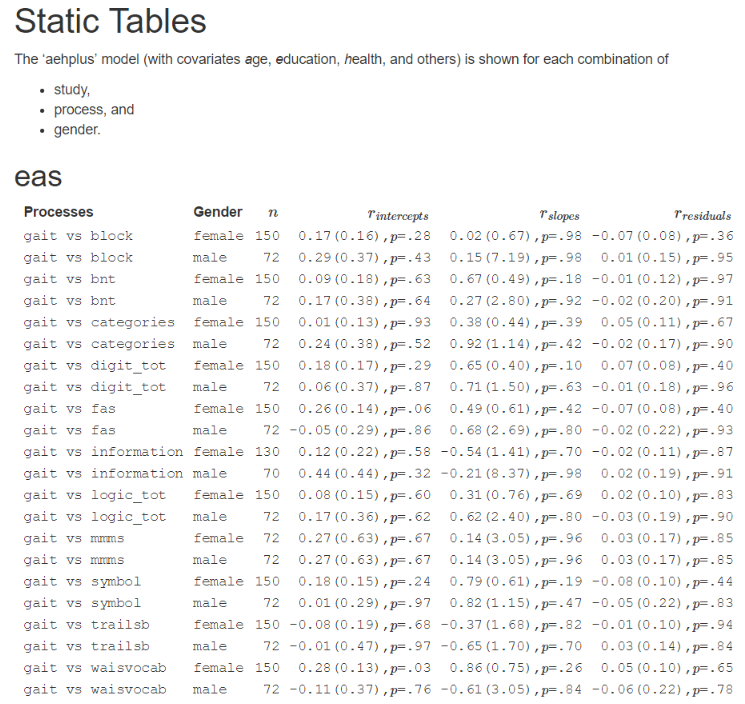 Static Tables
The ‘aehplus’ model (with covariates age, education, health, and others) is shown for each combination of
• study,
• process, and
• gender.
eas
Processes Gender n r intercepts r slopes r residuals
gait vs block female 150 0.17(0.16),p=.28 0.02(0.67),p=.98 -0.07(0.08),p=.36
gait vs block male 72 0.29(0.37),p=.43 0.15(7.19),p=.98 0.01(0.15),p=.95
gait vs bnt female 150 0.09(0.18),p=.63 0.67(0.49),p=.18 -0.01(0.12),p=.97
gait vs bnt male 72 0.17(0.38),p=.64 0.27(2.80),p=.92 -0.02(0.20),p=.91
gait vs categories female 150 0.01(0.13),p=.93 0.38(0.44),p=.39 0.05(0.11),p=.67
gait vs categories male 72 0.24(0.38),p=.52 0.92(1.14),p=.42 -0.02(0.17),p=.90
gait vs digit_tot female 150 0.18(0.17),p=.29 0.65(0.40),p=.10 0.07(0.08),p=.40
gait vs digit_tot male 72 0.06(0.37),p=.87 0.71(1.50),p=.63 -0.01(0.18),p=.96
gait vs fas female 150 0.26(0.14),p=.06 0.49(0.61),p=.42 -0.07(0.08),p=.40
gait vs fas male 72 -0.05(0.29),p=.86 0.68(2.69),p=.80 -0.02(0.22),p=.93
gait vs information female 130 0.12(0.22),p=.58 -0.54(1.41),p=.70 -0.02(0.11),p=.87
gait vs information male 70 0.44(0.44),p=.32 -0.21(8.37),p=.98 0.02(0.19),p=.91
gait vs logic_tot female 150 0.08(0.15),p=.60 0.31(0.76),p=.69 0.02(0.10),p=.83
gait vs logic_tot male 72 0.17(0.36),p=.62 0.62(2.40),p=.80 -0.03(0.19),p=.90
gait vs mmms female 72 0.27(0.63),p=.67 0.14(3.05),p=.96 0.03(0.17),p=.85
gait vs mmms male 72 0.27(0.63),p=.67 0.14(3.05),p=.96 0.03(0.17),p=.85
gait vs symbol female 150 0.18(0.15),p=.24 0.79(0.61),p=.19 -0.08(0.10),p=.44
gait vs symbol male 72 0.01(0.29),p=.97 0.82(1.15),p=.47 -0.05(0.22),p=.83
gait vs trailsb female 150 -0.08(0.19),p=.68 -0.37(1.68),p=.82 -0.01(0.10),p=.94
gait vs trailsb male 72 -0.01(0.47),p=.97 -0.65(1.70),p=.70 0.03(0.14),p=.84
gait vs waisvocab female 150 0.28(0.13),p=.03 0.86(0.75),p=.26 0.05(0.10),p=.65
gait vs waisvocab male 72 -0.11(0.37),p=.76 -0.61(3.05),p=.84 -0.06(0.22),p=.78